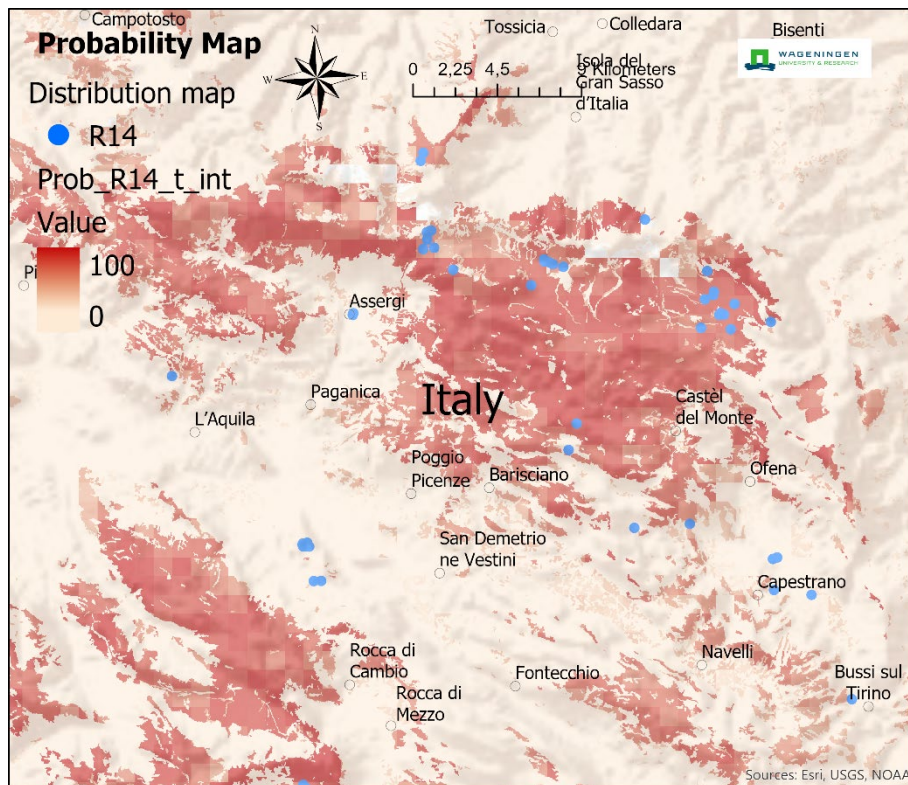 Campotosto
Tossicia
Colledara
Bisenti
Probability Map
N
W
E
S
WAGENINGEN
UNIVERSITY & RESEARCH
0 2,25 4,5 9 Kilometers
Isola del
Gran Sasso
d'Italia
Distribution map
R14
Prob_R14_t_int
Value
100
0
Pi
Assergi
Paganica
L'Aquila
Italy
Castèl
del Monte
Poggio
Picenze
Barisciano
Ofena
San Demetrio
ne Vestini
Capestrano
Rocca di
Cambio
Navelli
Fontecchio
Rocca di
Mezzo
Bussi sul
Tirino
Sources: Esri, USGS, NOAA